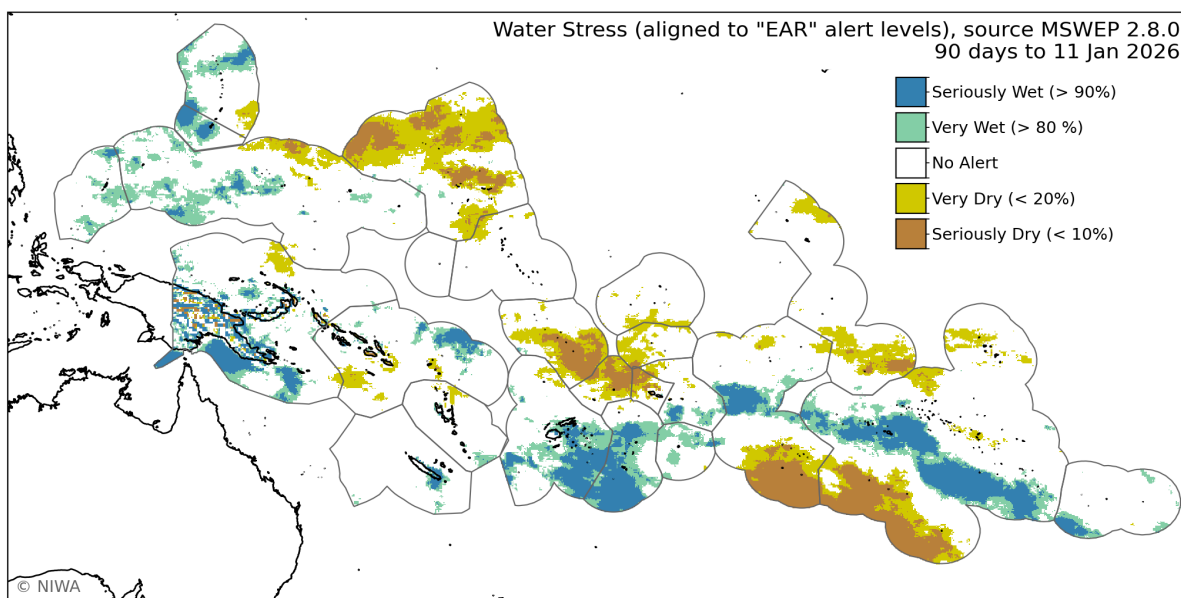 Water Stress (aligned to "EAR" alert levels), source MSWEP 2.8.0
90 days to 11 Jan 2026
Seriously Wet (> 90%)
Very Wet (> 80 %)
No Alert
Very Dry (< 20%)
Seriously Dry (< 10%)
© NIWA